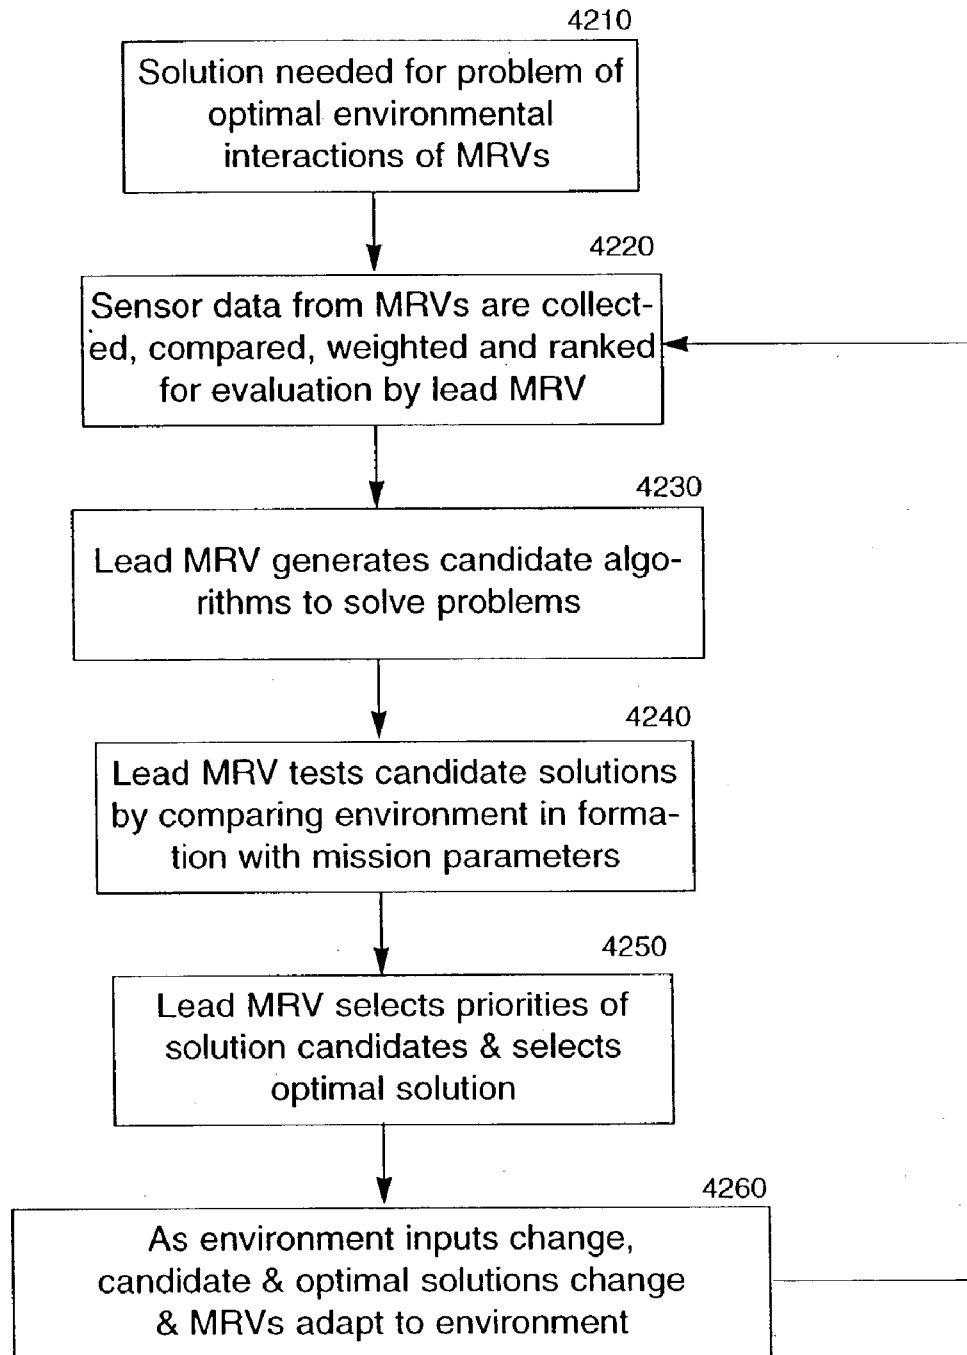 4210
Solution needed for problem of
optimal environmental
interactions of MRVs
4220
Sensor data from MRVs are collect-
ed, compared, weighted and ranked
for evaluation by lead MRV
4230
Lead MRV generates candidate algo-
rithms to solve problems
4240
Lead MRV tests candidate solutions
by comparing environment in forma-
tion with mission parameters
4250
Lead MRV selects priorities of
solution candidates & selects
optimal solution
4260
As environment inputs change,
candidate & optimal solutions change
& MRVs adapt to environment